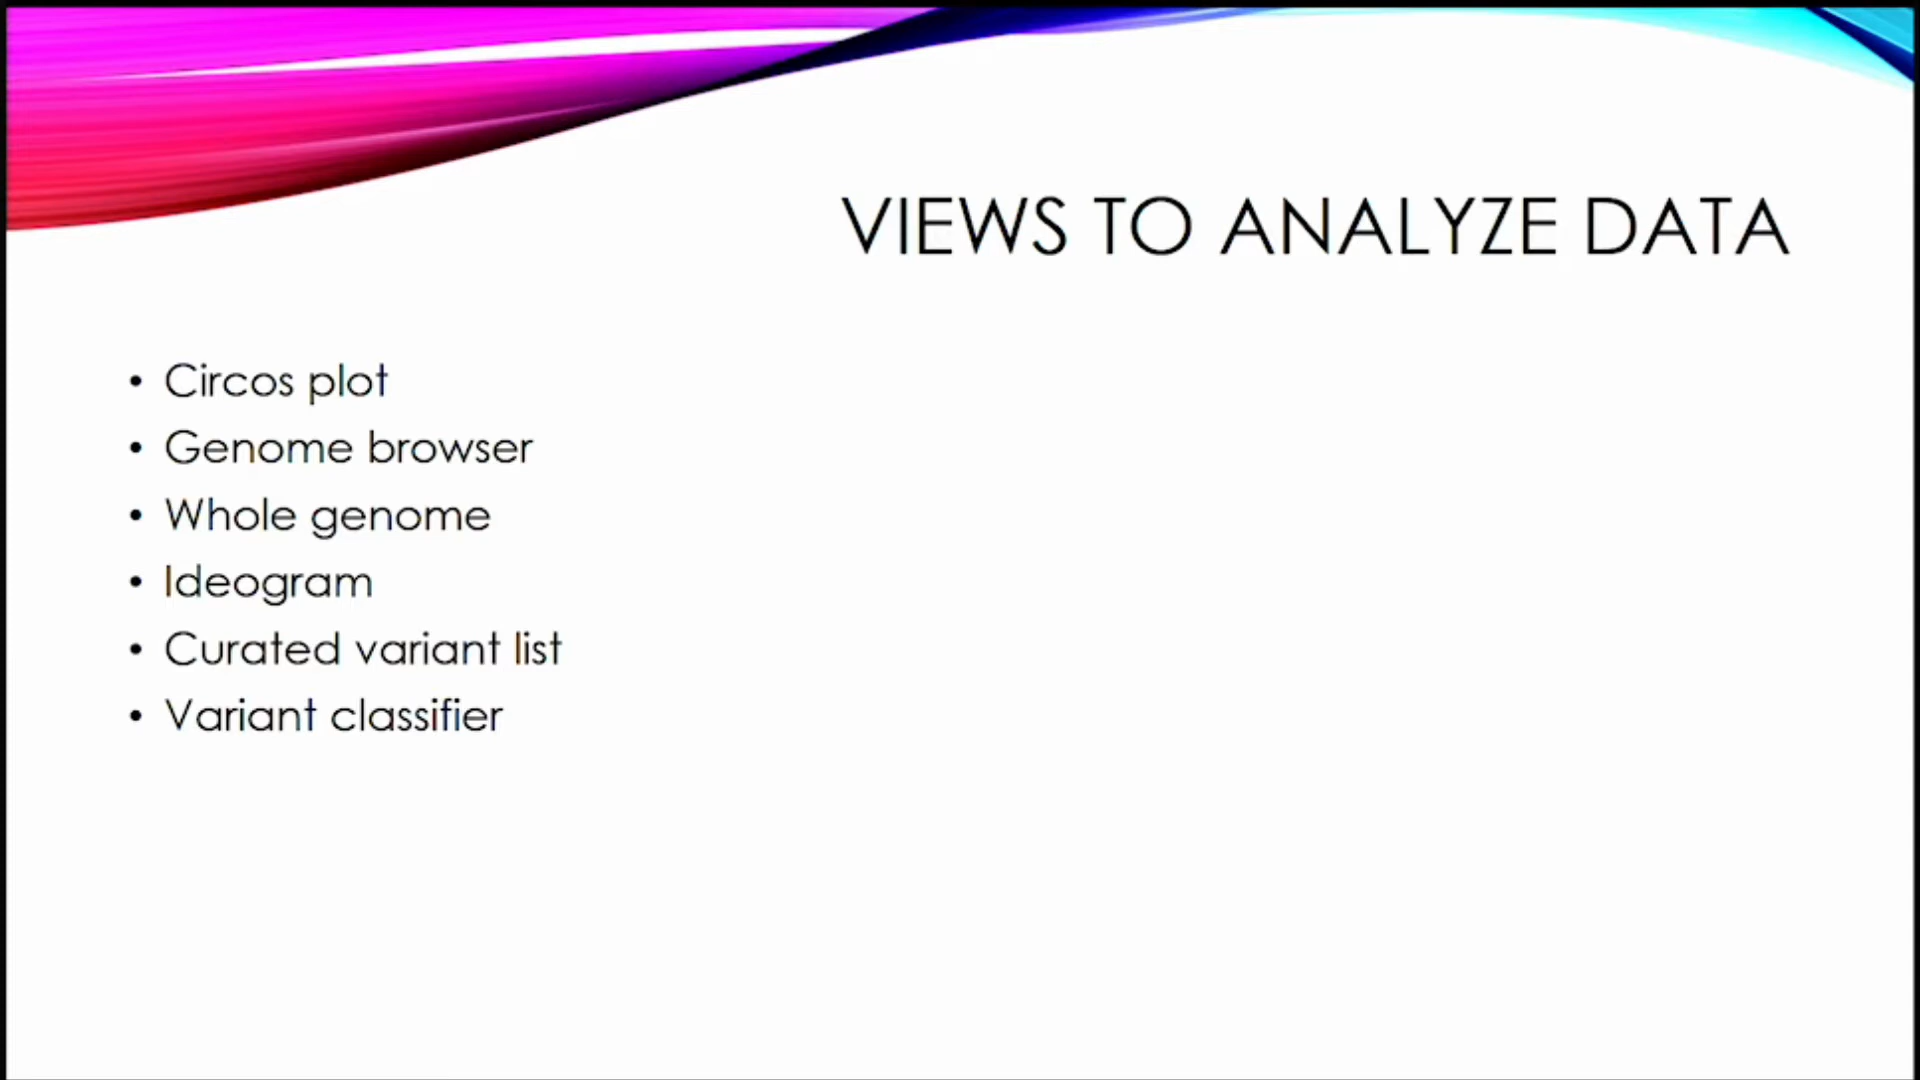 VIEWS TO ANALYZE DATA
• Circos plot
• Genome browser
• Whole genome
• Ideogram
• Curated variant list
• Variant classifier